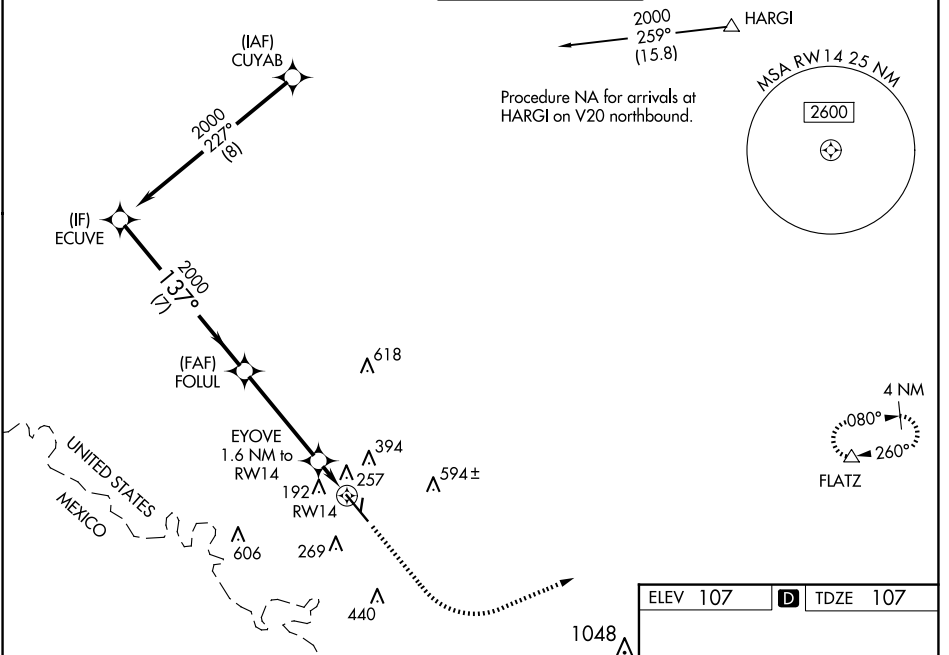 2000
259°
(15.8)
HARGI
(IAF)
CUYAB
MSA RW14 25 NM
2600
Procedure NA for arrivals at
HARGI on V20 northbound.
2000
227°
(8)
(IF)
ECUVE
2000
137°
(7)
(FAF)
FOLUL
618
4 NM
080°
260°
FLATZ
EYOVE
1.6 NM to
RW14
394
257
594±
192
RW14
UNITED STATES
MEXICO
606
269
440
ELEV 107 D TDZE 107
1048